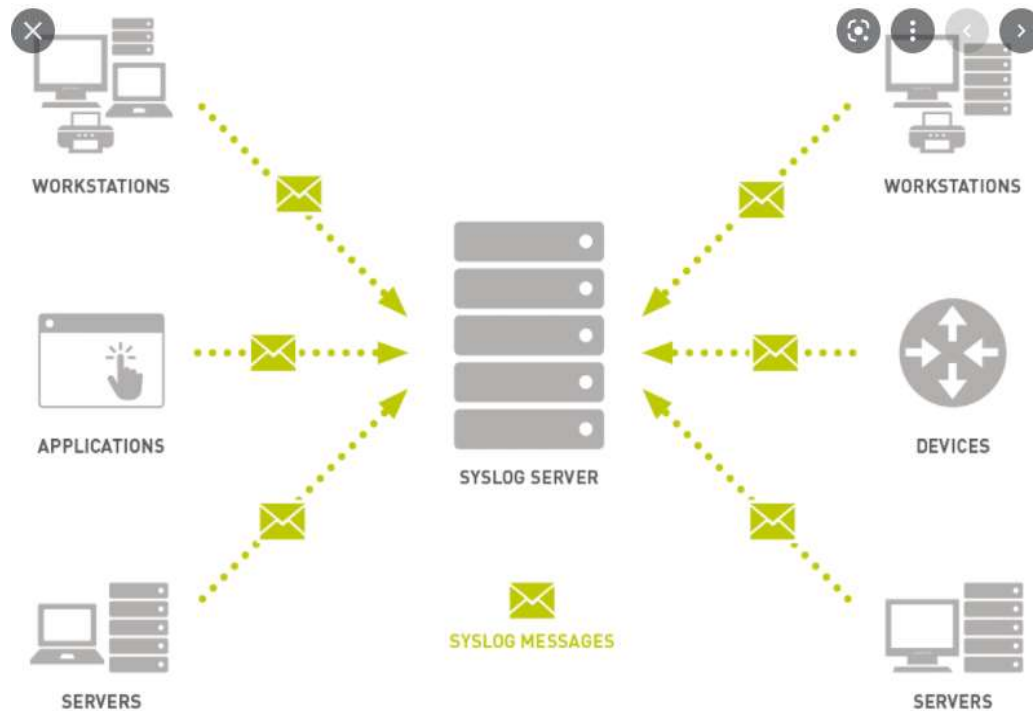 WORKSTATIONS
WORKSTATIONS
APPLICATIONS
SYSLOG SERVER
DEVICES
SYSLOG MESSAGES
SERVERS
SERVERS